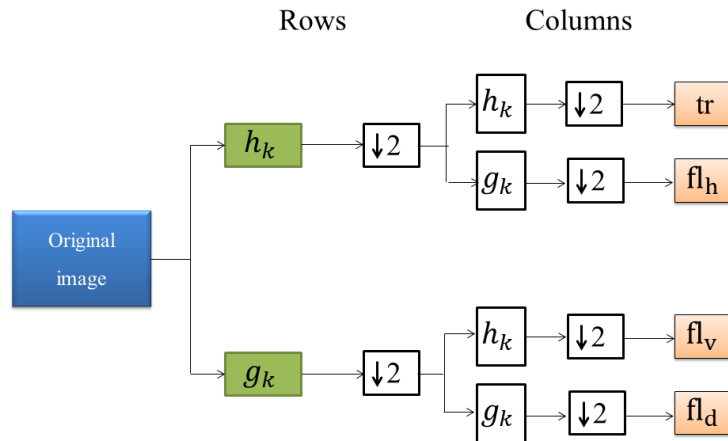 Rows Columns
h_k ↓2 tr
h_k ↓2
g_k ↓2 fl_h
Original
image
h_k ↓2 fl_v
g_k ↓2
g_k ↓2 fl_d